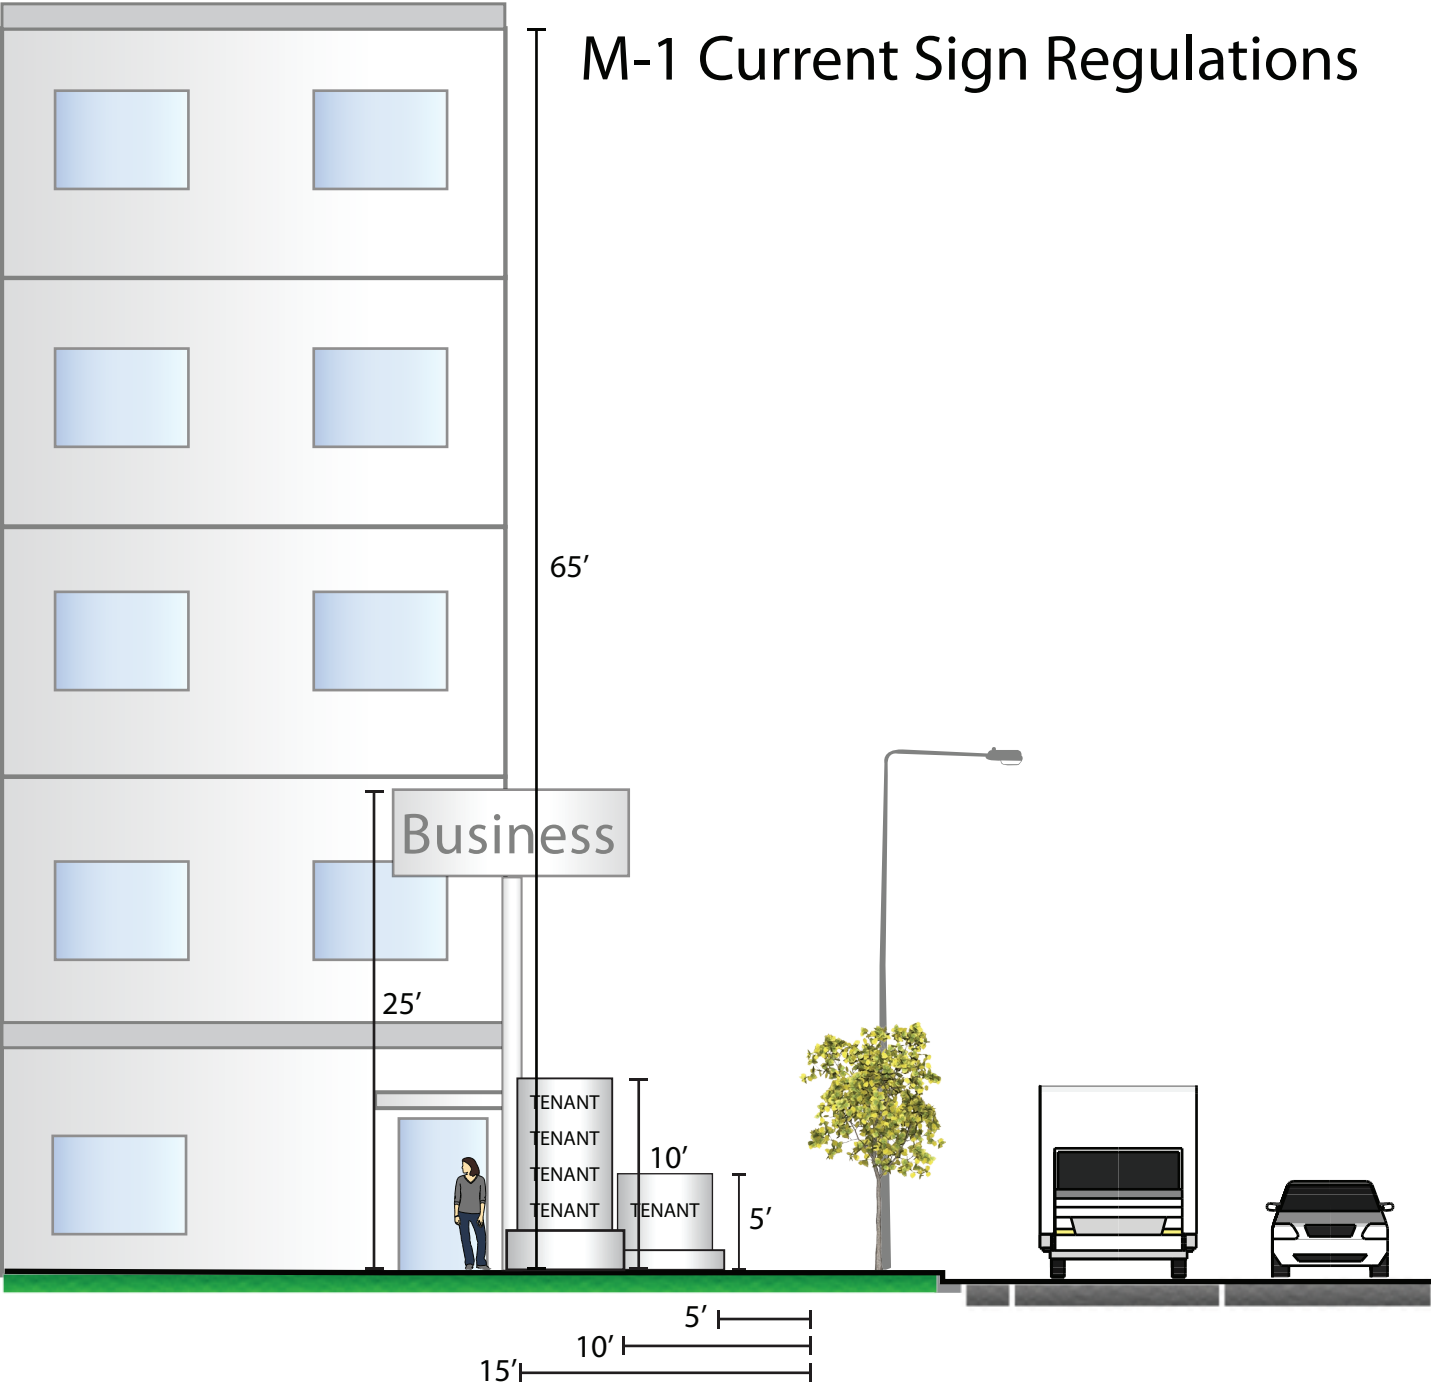 M-1 Current Sign Regulations
65’
Business
25’
TENANT
TENANT
TENANT
TENANT
10’
TENANT
5’
5’
10’
15’